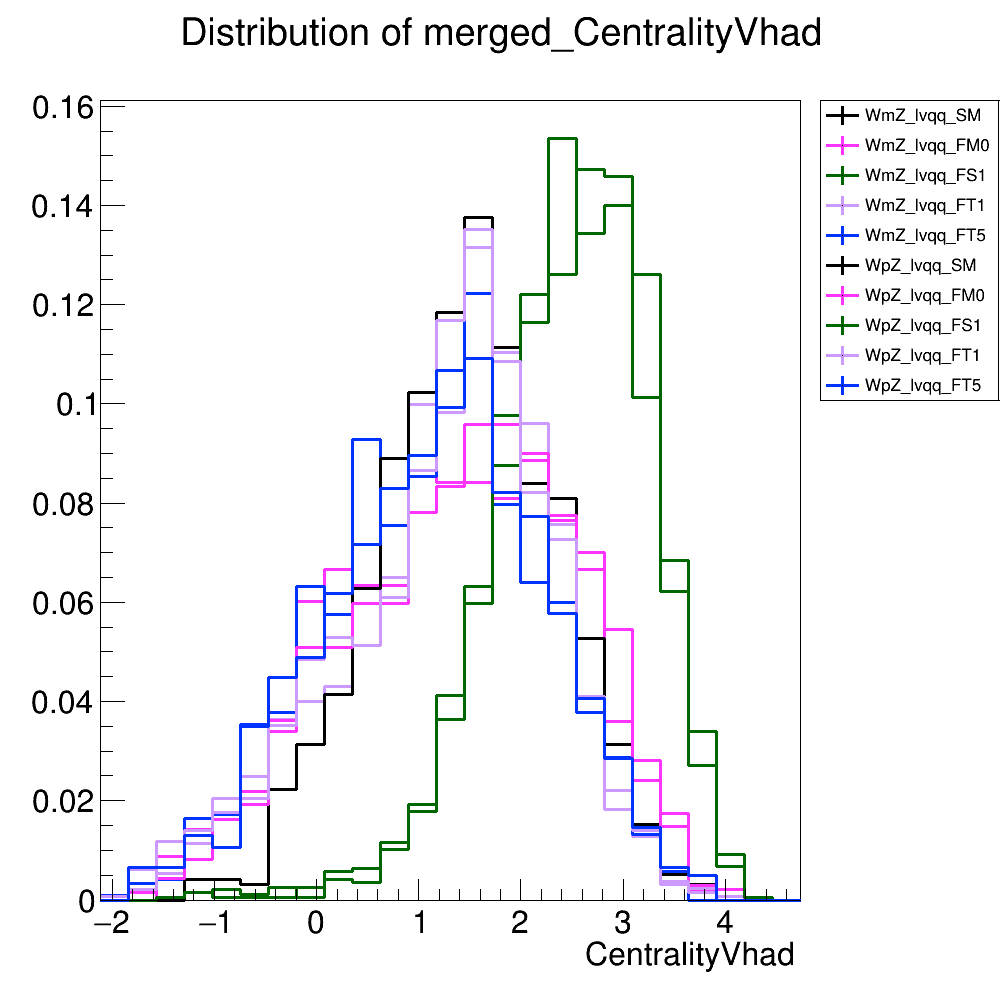 Distribution of merged_CentralityVhad
0.16
0.14
0.12
0.1
0.08
0.06
0.04
0.02
0
−2 −1 0 1 2 3 4
CentralityVhad
WmZ_lvqq_SM
WmZ_lvqq_FM0
WmZ_lvqq_FS1
WmZ_lvqq_FT1
WmZ_lvqq_FT5
WpZ_lvqq_SM
WpZ_lvqq_FM0
WpZ_lvqq_FS1
WpZ_lvqq_FT1
WpZ_lvqq_FT5